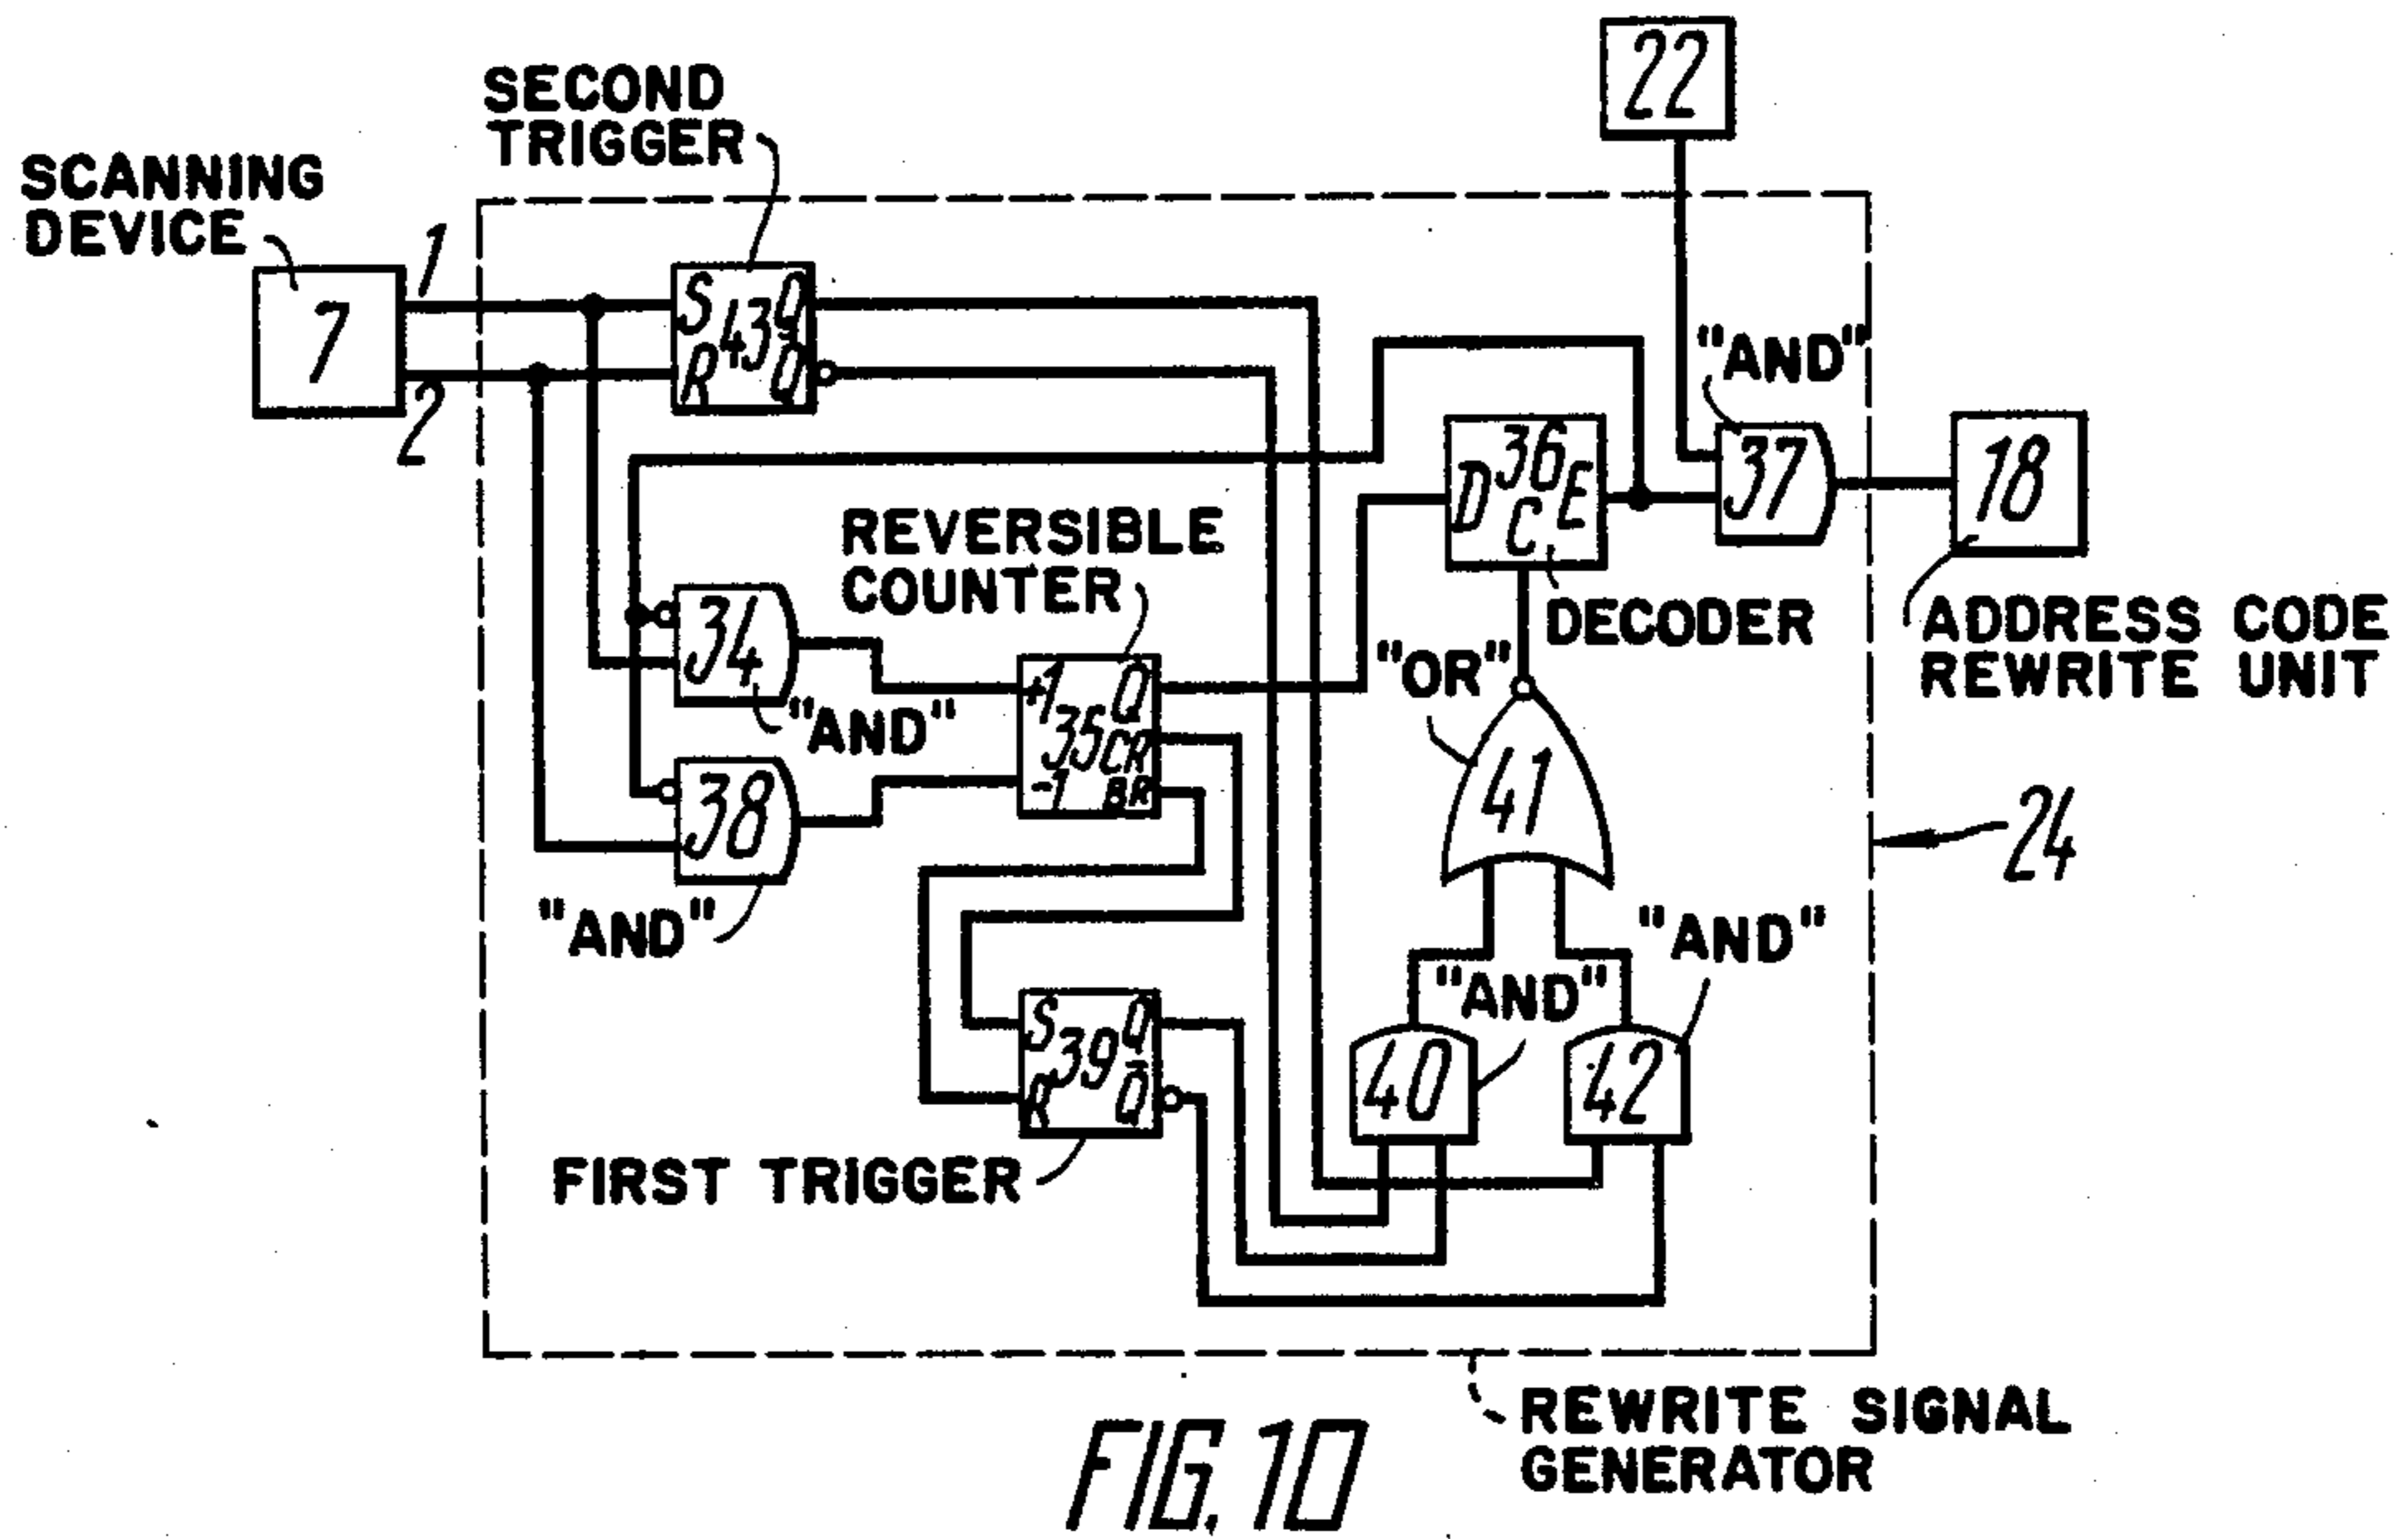 22
SECOND
TRIGGER
SCANNING
DEVICE
1
7
2
S Q
43
R Q̄
"AND"
36
D E
C
37
18
REVERSIBLE
COUNTER
DECODER
ADDRESS CODE
REWRITE UNIT
34
"AND"
"OR"
+1 Q
35 CR
-1 BR
41
38
24
"AND"
"AND"
"AND"
S Q
39
R Q̄
40
42
FIRST TRIGGER
REWRITE SIGNAL
GENERATOR
FIG. 10